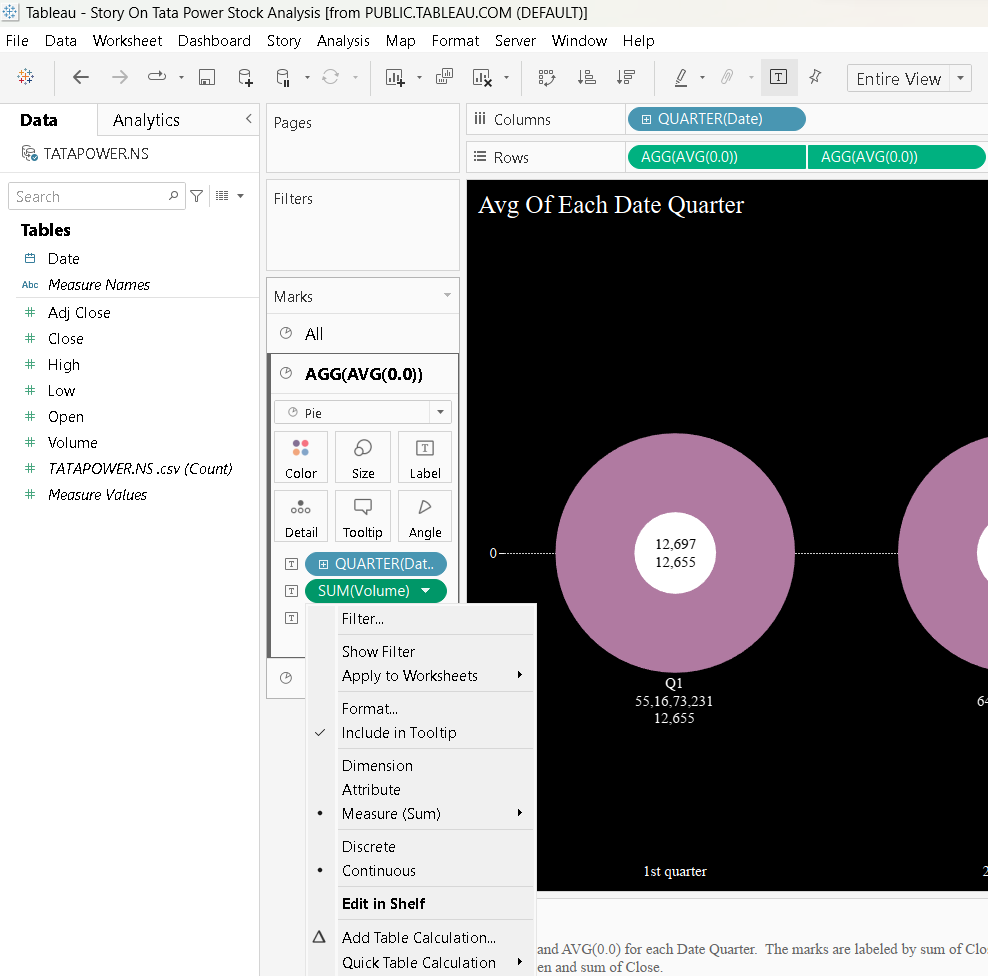 Tableau - Story On Tata Power Stock Analysis [from PUBLIC.TABLEAU.COM (DEFAULT)]
File Data Worksheet Dashboard Story Analysis Map Format Server Window Help
Entire View
Data Analytics
TATAPOWER.NS
Search
Tables
Date
Abc Measure Names
Adj Close
Close
High
Low
Open
Volume
TATAPOWER.NS .csv (Count)
Measure Values
Pages
Filters
Marks
All
AGG(AVG(0.0))
Pie
Color Size Label
Detail Tooltip Angle
QUARTER(Dat..
SUM(Volume)
Filter...
Show Filter
Apply to Worksheets
Format...
Include in Tooltip
Dimension
Attribute
Measure (Sum)
Discrete
Continuous
Edit in Shelf
Add Table Calculation...
Quick Table Calculation
Columns QUARTER(Date)
Rows AGG(AVG(0.0)) AGG(AVG(0.0))
Avg Of Each Date Quarter
0
12,697
12,655
Q1
55,16,73,231
12,655
64
1st quarter
2
and AVG(0.0) for each Date Quarter. The marks are labeled by sum of Clo
en and sum of Close.